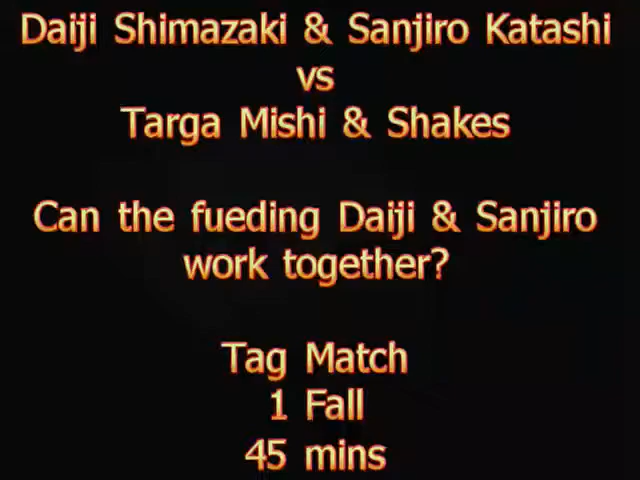 Daiji Shimazaki & Sanjiro Katashi
vs
Targa Mishi & Shakes
Can the fueding Daiji & Sanjiro
work together?
Tag Match
1 Fall
45 mins